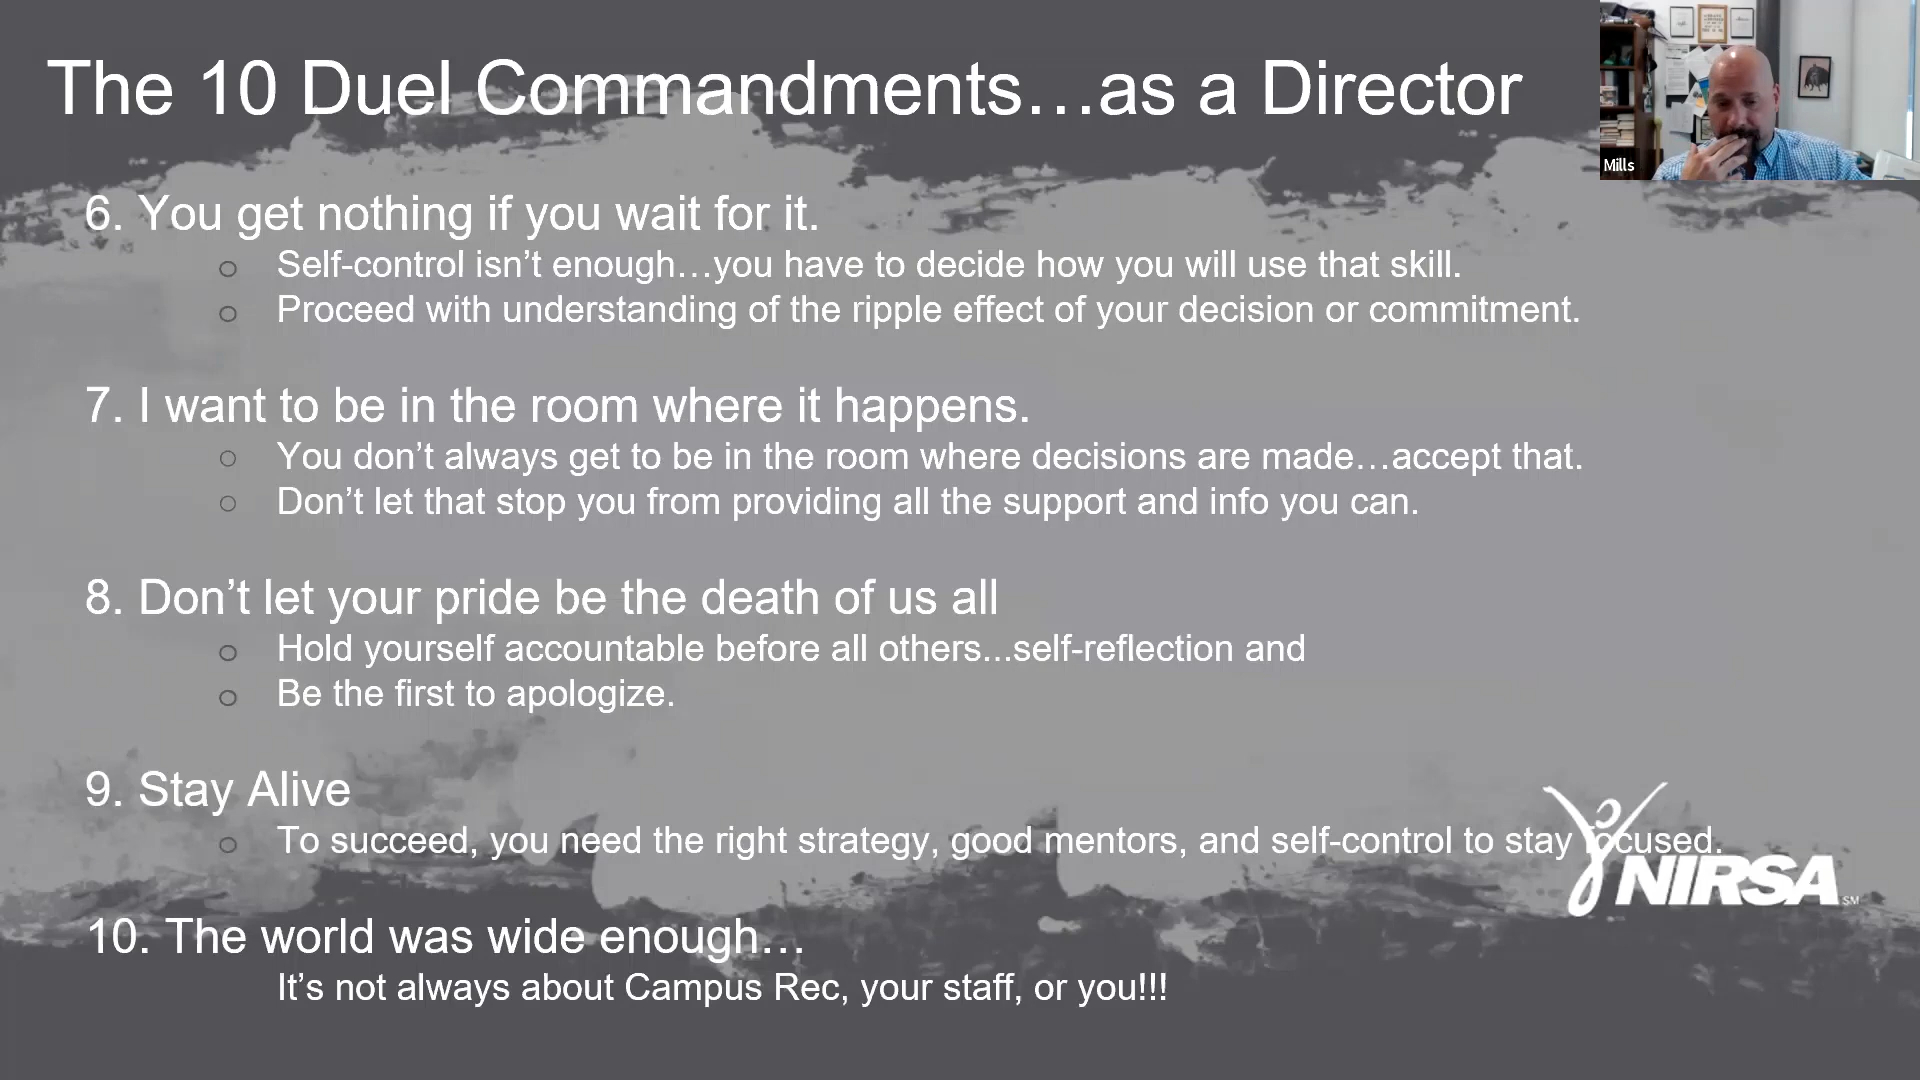 The 10 Duel Commandments…as a Director
Mills
6. You get nothing if you wait for it.
○ Self-control isn’t enough…you have to decide how you will use that skill.
○ Proceed with understanding of the ripple effect of your decision or commitment.
7. I want to be in the room where it happens.
○ You don’t always get to be in the room where decisions are made…accept that.
○ Don’t let that stop you from providing all the support and info you can.
8. Don’t let your pride be the death of us all
○ Hold yourself accountable before all others...self-reflection and
○ Be the first to apologize.
9. Stay Alive
○ To succeed, you need the right strategy, good mentors, and self-control to stay focused.
NIRSA SM
10. The world was wide enough…
It’s not always about Campus Rec, your staff, or you!!!